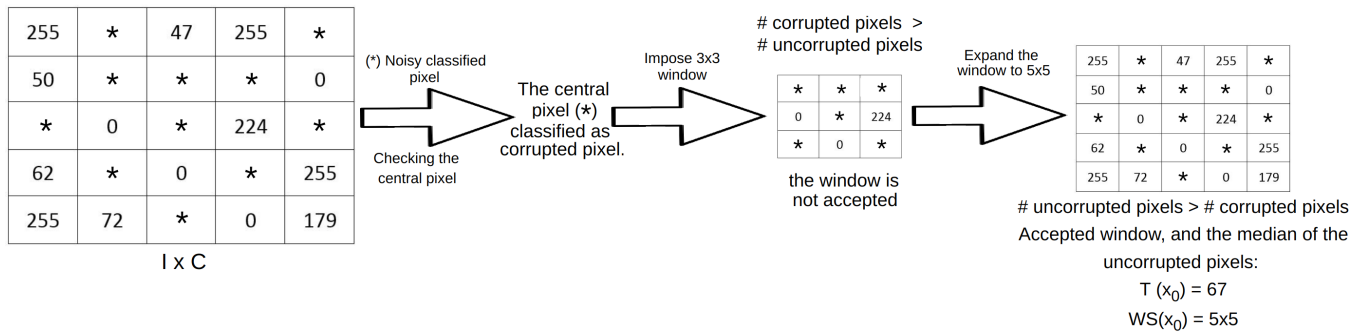 255 * 47 255 *
50 * * * 0
* 0 * 224 *
62 * 0 * 255
255 72 * 0 179
I x C
(*) Noisy classified
pixel
Checking the
central pixel
The central
pixel (*)
classified as
corrupted pixel.
Impose 3x3
window
# corrupted pixels >
# uncorrupted pixels
* * *
0 * 224
* 0 *
the window is
not accepted
Expand the
window to 5x5
255 * 47 255 *
50 * * * 0
* 0 * 224 *
62 * 0 * 255
255 72 * 0 179
# uncorrupted pixels > # corrupted pixels
Accepted window, and the median of the
uncorrupted pixels:
T (x₀) = 67
WS(x₀) = 5x5